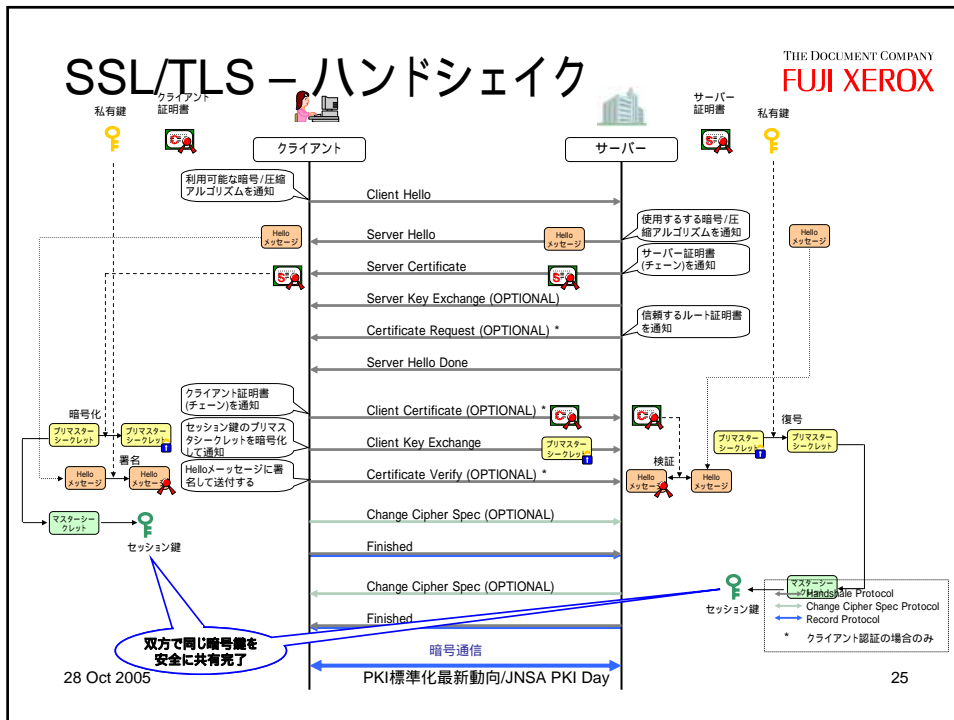 SSL/TLS – ハンドシェイク
THE DOCUMENT COMPANY
FUJI XEROX
私有鍵
クライアント
証明書
サーバー
証明書
私有鍵
クライアント
サーバー
利用可能な暗号/圧縮
アルゴリズムを通知
Client Hello
使用するする暗号/圧
縮アルゴリズムを通知
Hello
メッセージ
Server Hello
Hello
メッセージ
Hello
メッセージ
サーバー証明書
(チェーン)を通知
Server Certificate
Server Key Exchange (OPTIONAL)
信頼するルート証明書
を通知
Certificate Request (OPTIONAL) *
Server Hello Done
クライアント証明書
(チェーン)を通知
Client Certificate (OPTIONAL) *
暗号化
プリマスター
シークレット
プリマスター
シークレット
セッション鍵のプリマス
タシークレットを暗号化
して通知
Client Key Exchange
プリマスター
シークレット
復号
プリマスター
シークレット
プリマスター
シークレット
署名
Hello
メッセージ
Hello
メッセージ
Helloメーッセージに署
名して送付する
Certificate Verify (OPTIONAL) *
検証
Hello
メッセージ
Hello
メッセージ
マスターシー
クレット
セッション鍵
Change Cipher Spec (OPTIONAL)
Finished
Change Cipher Spec (OPTIONAL)
Finished
セッション鍵
マスターシー
クレット
Handshale Protocol
Change Cipher Spec Protocol
Record Protocol
* クライアント認証の場合のみ
双方で同じ暗号鍵を
安全に共有完了
暗号通信
28 Oct 2005
PKI標準化最新動向/JNSA PKI Day
25